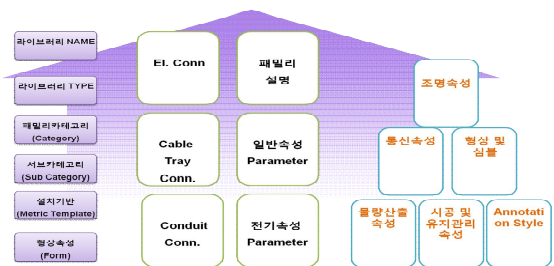 라이브러리 NAME
라이브러리 TYPE
패밀리카테고리
(Category)
서브카테고리
(Sub Category)
설치기반
(Metric Template)
형상속성
(Form)
El. Conn
패밀리
설명
Cable
Tray
Conn.
일반속성
Parameter
Conduit
Conn.
전기속성
Parameter
조명속성
통신속성
형상 및
심볼
물량산출
속성
시공 및
유지관리
속성
Annotati
on Style